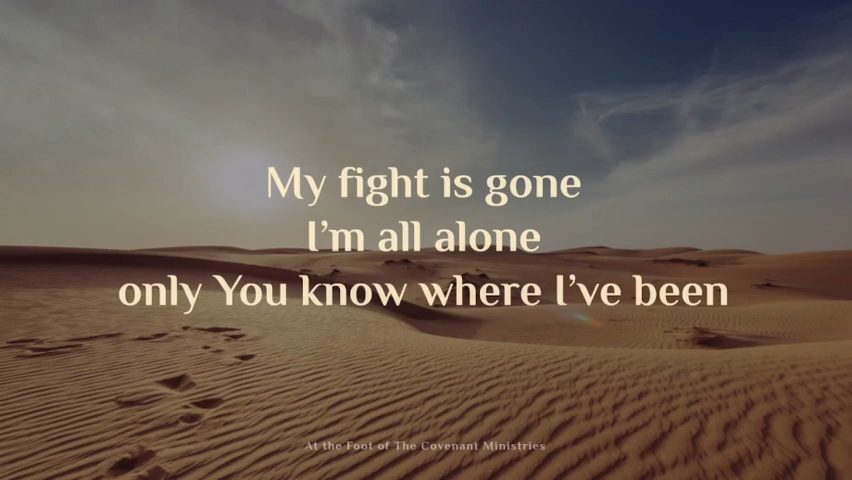 My fight is gone
I'm all alone
only You know where I've been
At the Foot of The Covenant Ministries